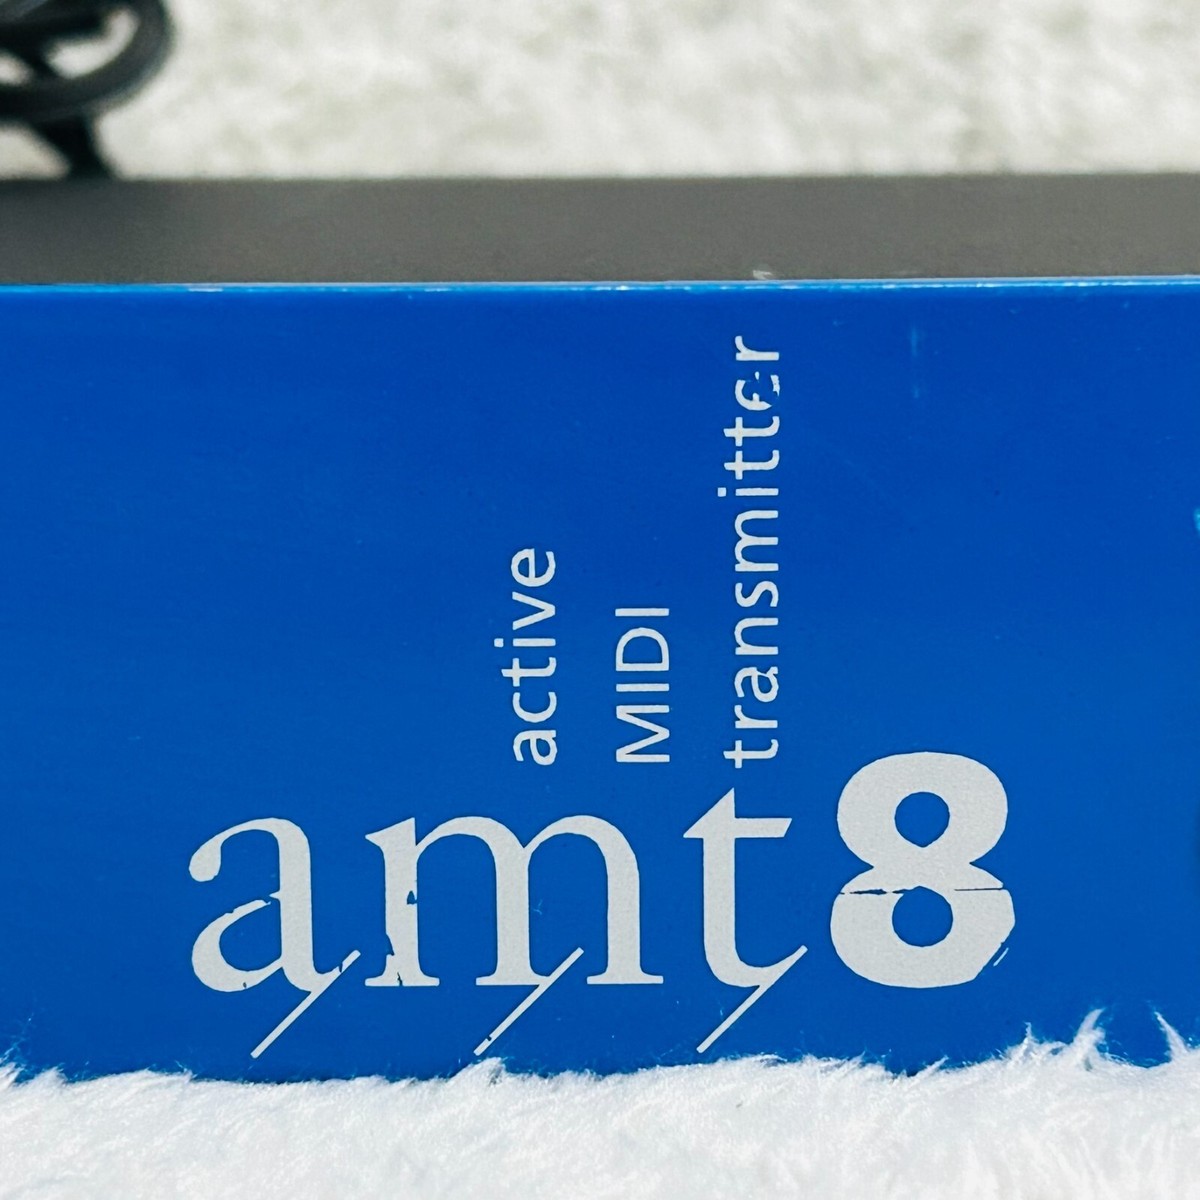 active
MIDI
transmitter
amt8